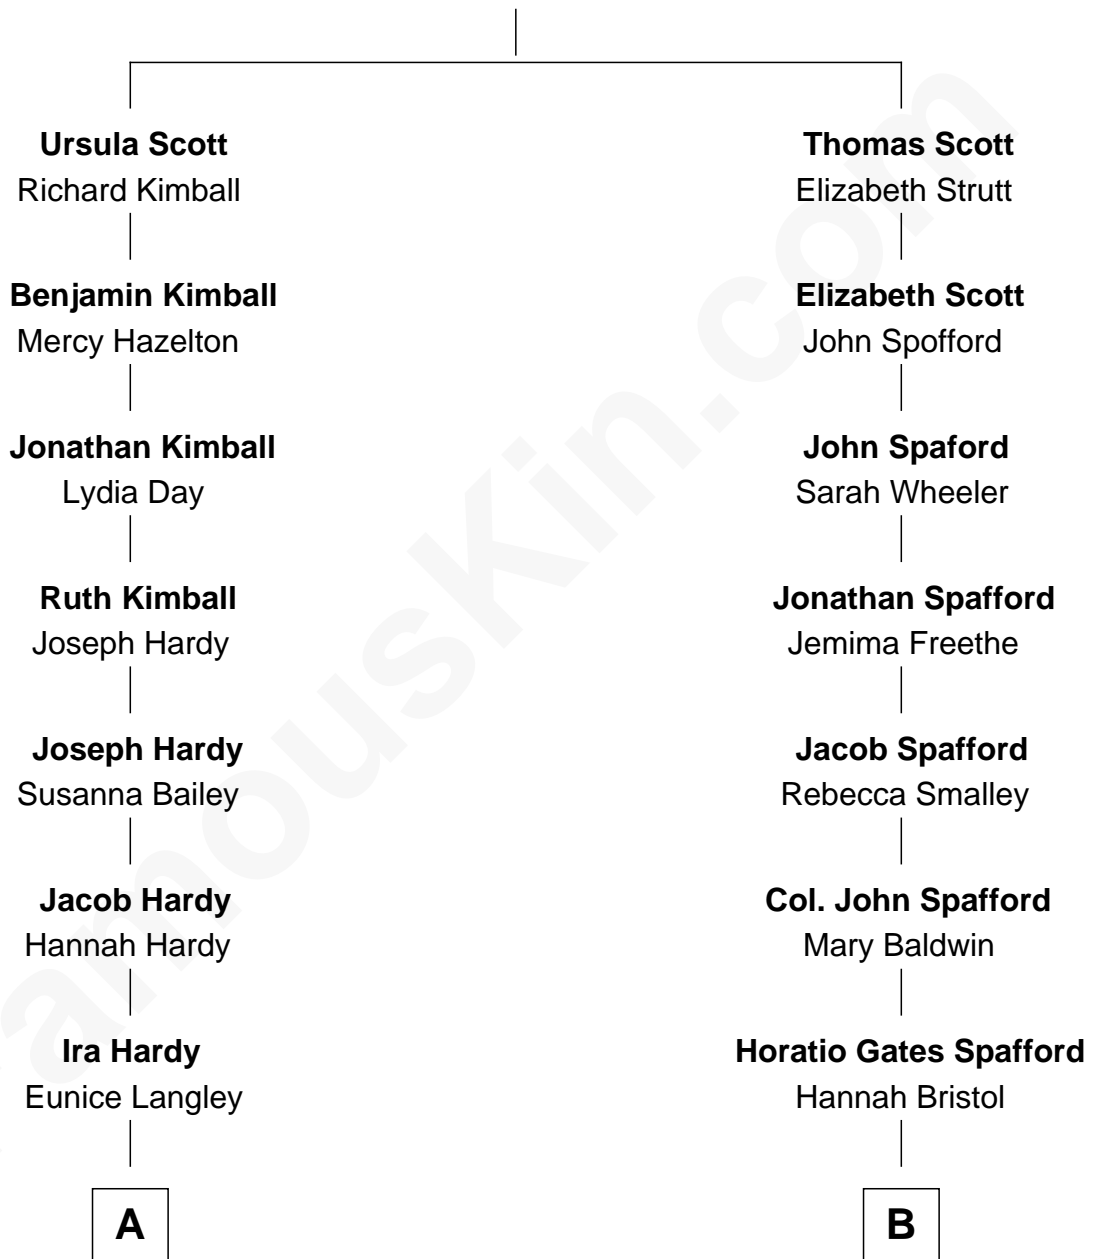 Ursula Scott
Richard Kimball
Benjamin Kimball
Mercy Hazelton
Jonathan Kimball
Lydia Day
Ruth Kimball
Joseph Hardy
Joseph Hardy
Susanna Bailey
Jacob Hardy
Hannah Hardy
Ira Hardy
Eunice Langley
A
Thomas Scott
Elizabeth Strutt
Elizabeth Scott
John Spofford
John Spaford
Sarah Wheeler
Jonathan Spafford
Jemima Freethe
Jacob Spafford
Rebecca Smalley
Col. John Spafford
Mary Baldwin
Horatio Gates Spafford
Hannah Bristol
B
amousKin.com